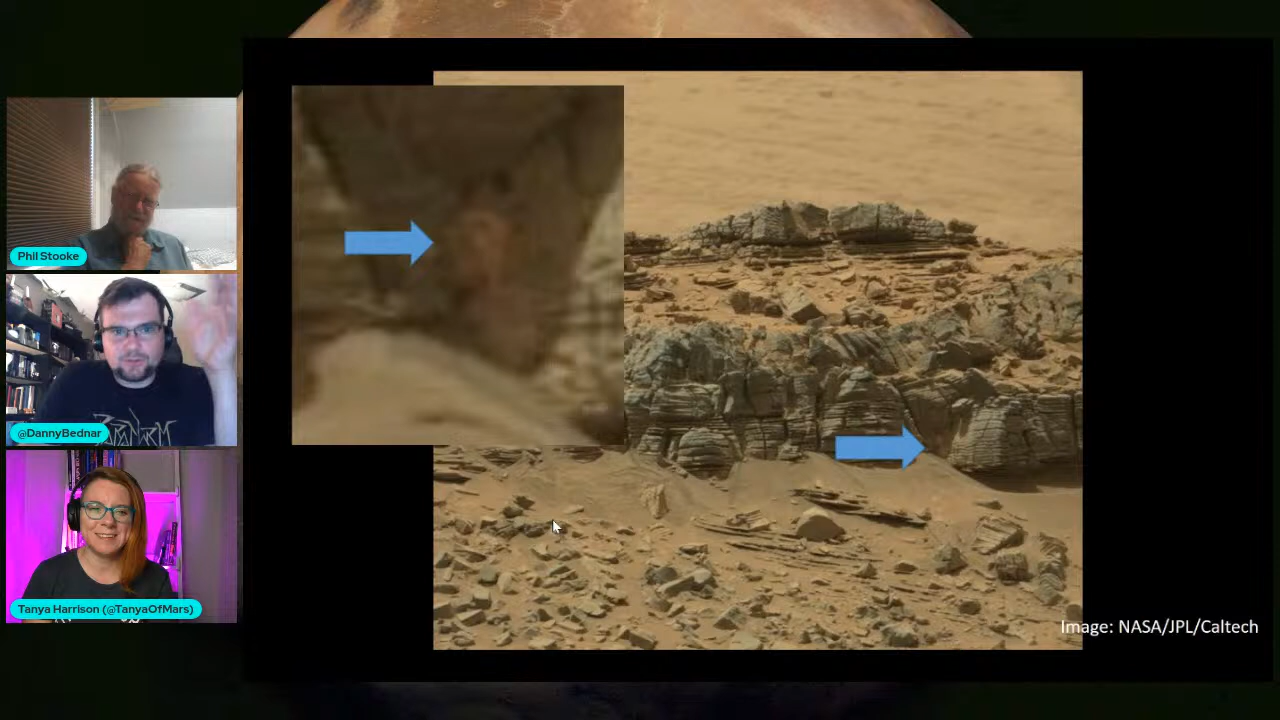 Phil Stooke
@DannyBednar
Tanya Harrison (@TanyaOfMars)
Image: NASA/JPL/Caltech